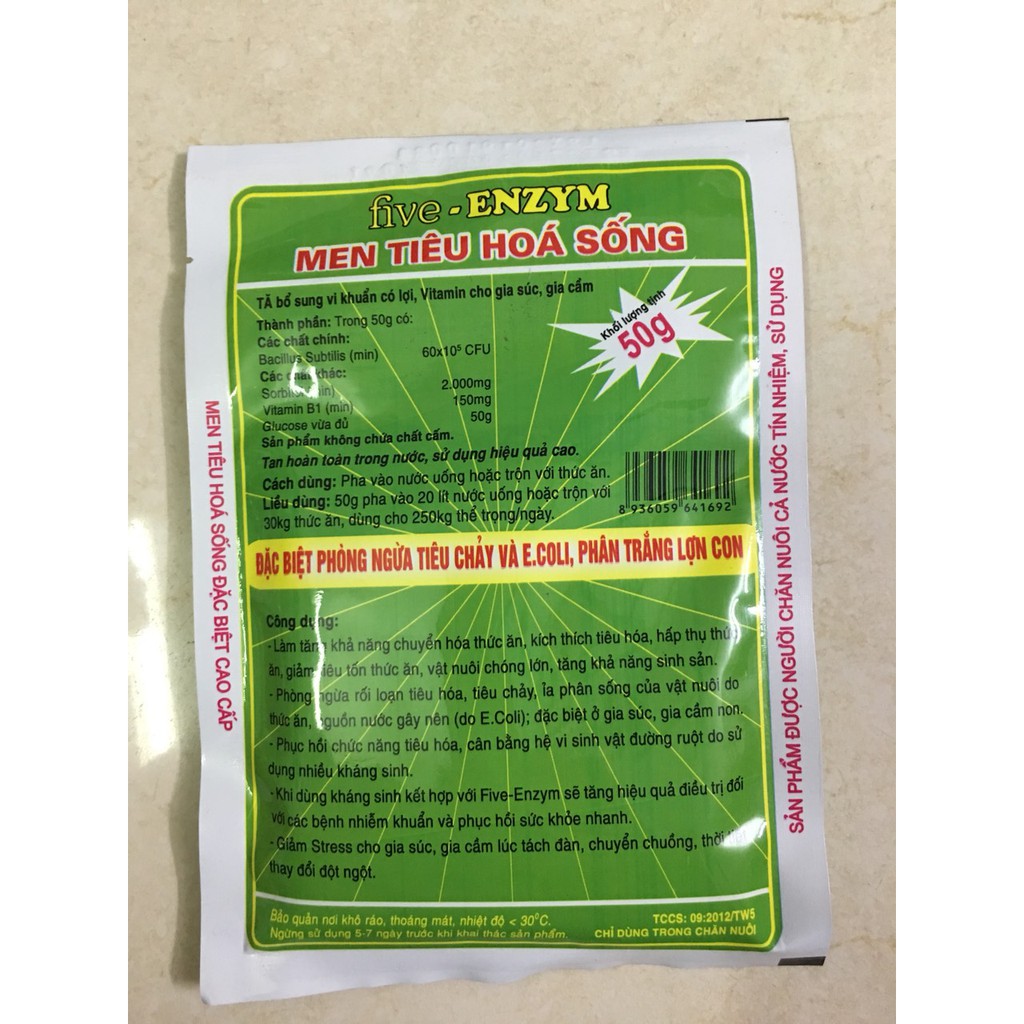 five - ENZYM
MEN TIÊU HOÁ SỐNG
TĂ bổ sung vi khuẩn có lợi, Vitamin cho gia súc, gia cầm
Khối lượng tịnh
50g
Thành phần: Trong 50g có:
Các chất chính:
Bacillus Subtilis (min) 60x10⁵ CFU
Các chất khác:
Sorbitol (min) 2.000mg
Vitamin B1 (min) 150mg
Glucose vừa đủ 50g
Sản phẩm không chứa chất cấm.
Tan hoàn toàn trong nước, sử dụng hiệu quả cao.
Cách dùng: Pha vào nước uống hoặc trộn với thức ăn.
Liều dùng: 50g pha vào 20 lít nước uống hoặc trộn với
30kg thức ăn, dùng cho 250kg thể trọng/ngày.
8 936059 641692
ĐẶC BIỆT PHÒNG NGỪA TIÊU CHẢY VÀ E.COLI, PHÂN TRẮNG LỢN CON
Công dụng:
- Làm tăng khả năng chuyển hóa thức ăn, kích thích tiêu hóa, hấp thụ thức
ăn, giảm tiêu tốn thức ăn, vật nuôi chóng lớn, tăng khả năng sinh sản.
- Phòng ngừa rối loạn tiêu hóa, tiêu chảy, ỉa phân sống của vật nuôi do
thức ăn, nguồn nước gây nên (do E.Coli); đặc biệt ở gia súc, gia cầm non.
- Phục hồi chức năng tiêu hóa, cân bằng hệ vi sinh vật đường ruột do sử
dụng nhiều kháng sinh.
- Khi dùng kháng sinh kết hợp với Five-Enzym sẽ tăng hiệu quả điều trị đối
với các bệnh nhiễm khuẩn và phục hồi sức khỏe nhanh.
- Giảm Stress cho gia súc, gia cầm lúc tách đàn, chuyển chuồng, thời tiết
thay đổi đột ngột.
Bảo quản nơi khô ráo, thoáng mát, nhiệt độ < 30°C.
Ngừng sử dụng 5-7 ngày trước khi khai thác sản phẩm.
TCCS: 09:2012/TW5
CHỈ DÙNG TRONG CHĂN NUÔI
MEN TIÊU HOÁ SỐNG ĐẶC BIỆT CAO CẤP
SẢN PHẨM ĐƯỢC NGƯỜI CHĂN NUÔI CẢ NƯỚC TÍN NHIỆM, SỬ DỤNG